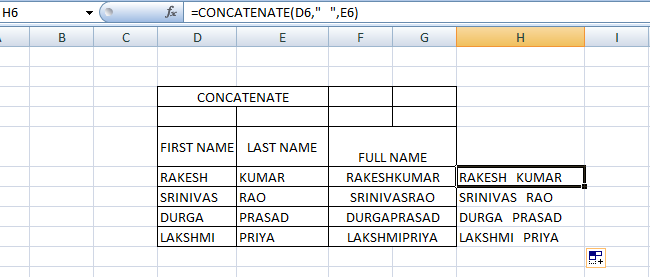 H6 fx =CONCATENATE(D6,"   ",E6)
B C D E F G H I
CONCATENATE
FIRST NAME LAST NAME FULL NAME
RAKESH KUMAR RAKESHKUMAR RAKESH   KUMAR
SRINIVAS RAO SRINIVASRAO SRINIVAS   RAO
DURGA PRASAD DURGAPRASAD DURGA   PRASAD
LAKSHMI PRIYA LAKSHMIPRIYA LAKSHMI   PRIYA